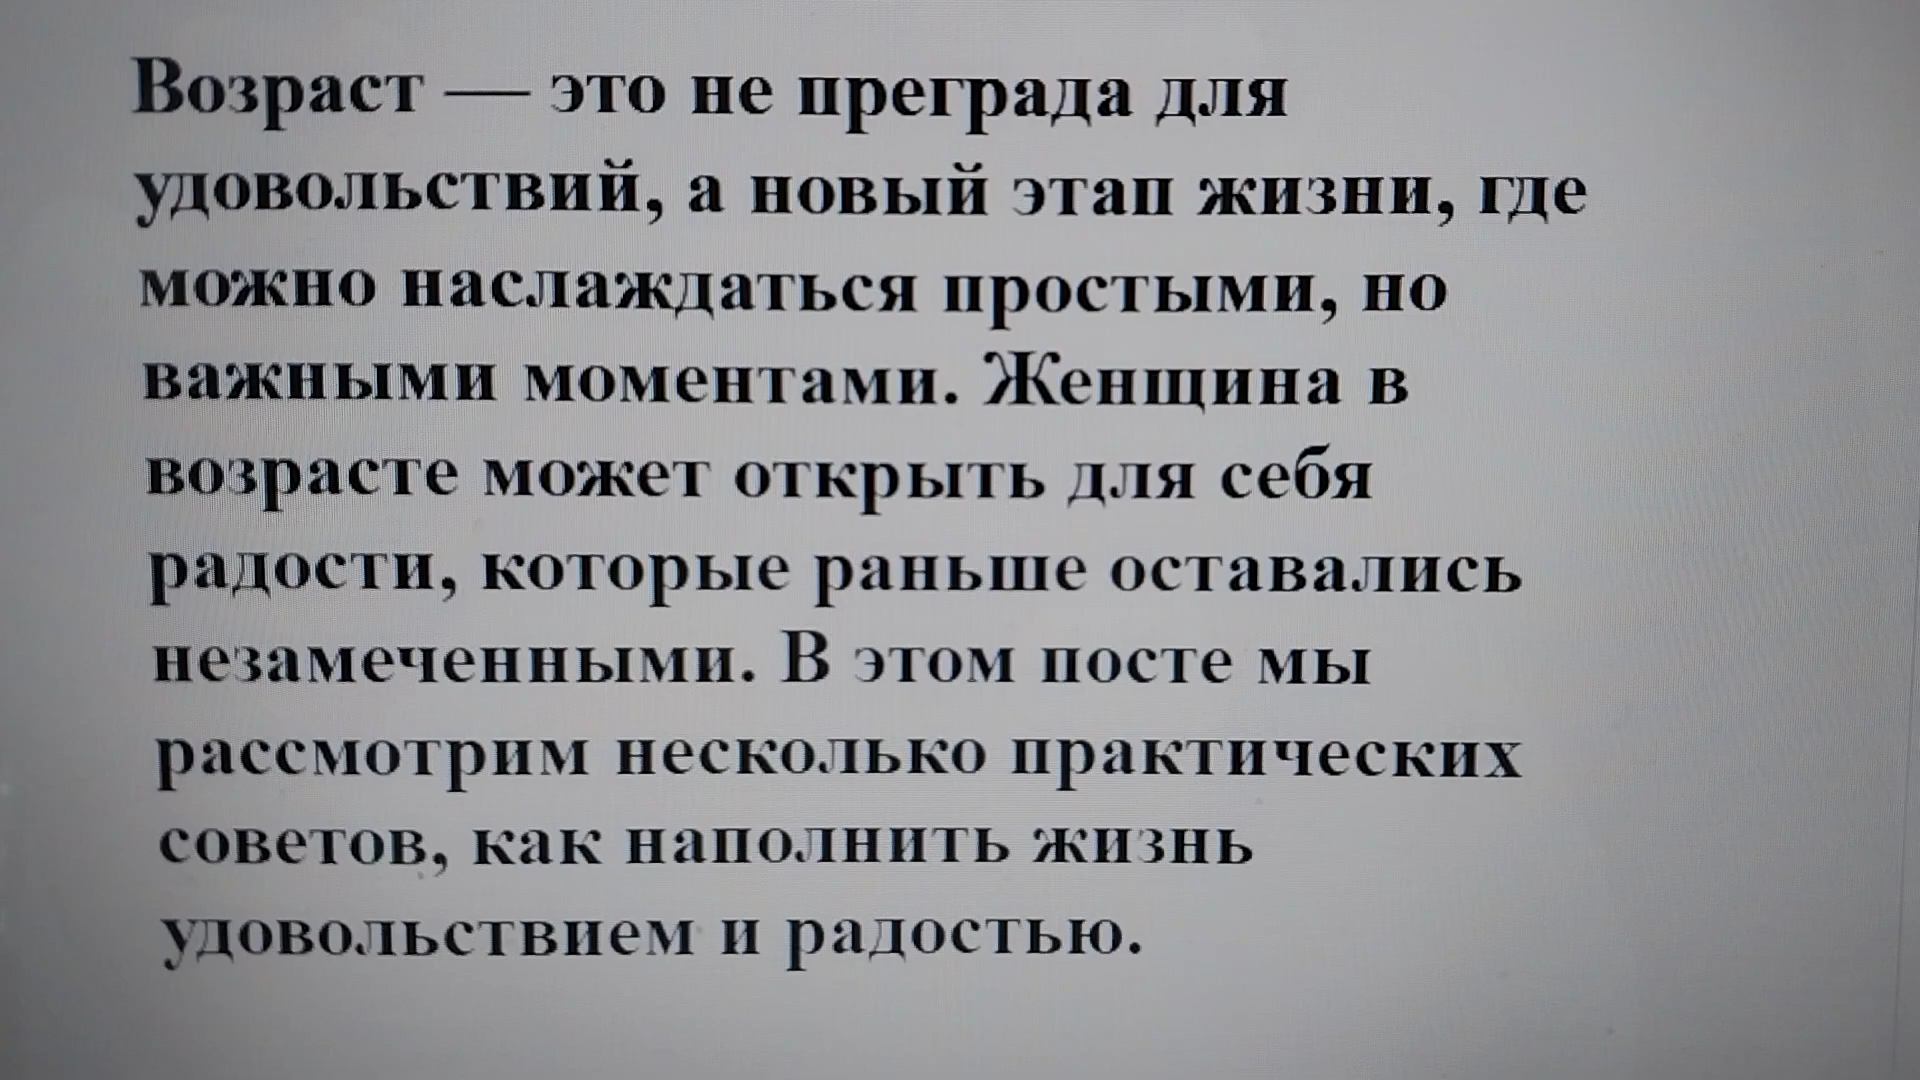 Возраст — это не преграда для
удовольствий, а новый этап жизни, где
можно наслаждаться простыми, но
важными моментами. Женщина в
возрасте может открыть для себя
радости, которые раньше оставались
незамеченными. В этом посте мы
рассмотрим несколько практических
советов, как наполнить жизнь
удовольствием и радостью.